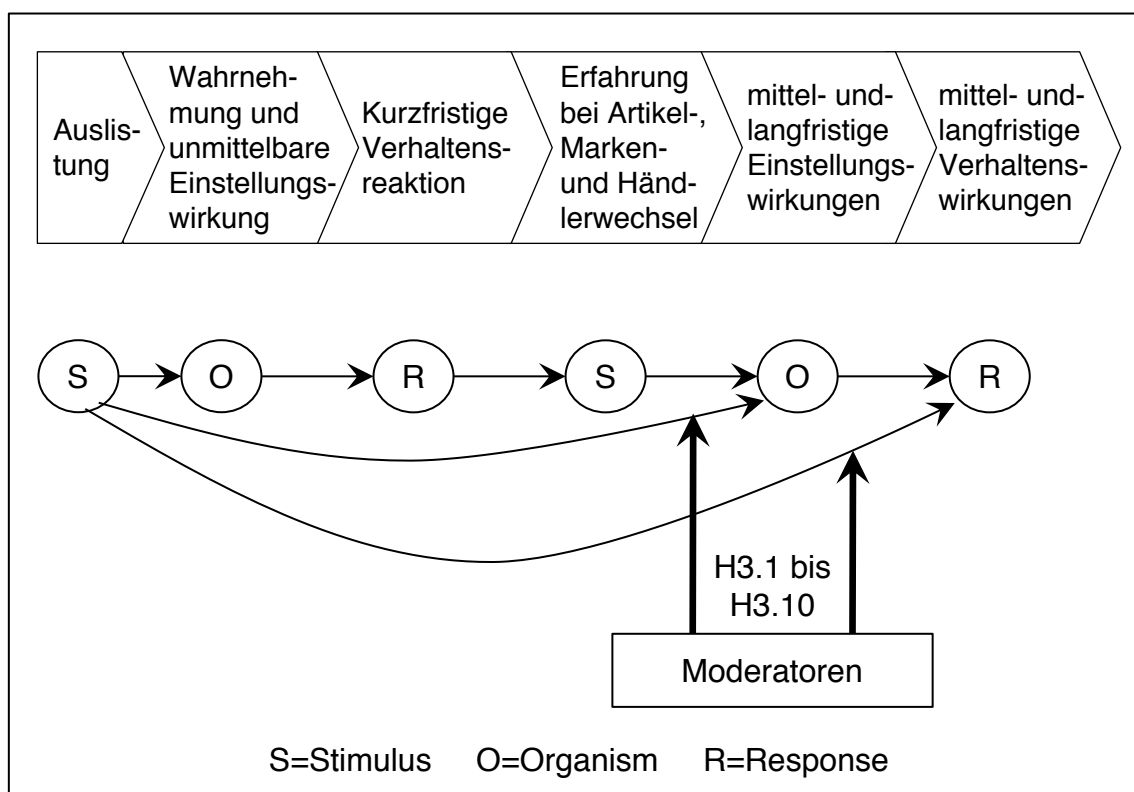 Auslis-
tung
Wahrneh-
mung und
unmittelbare
Einstellungs-
wirkung
Kurzfristige
Verhaltens-
reaktion
Erfahrung
bei Artikel-,
Marken-
und Händ-
lerwechsel
mittel- und-
langfristige
Einstellungs-
wirkungen
mittel- und-
langfristige
Verhaltens-
wirkungen
S O R S O R
H3.1 bis
H3.10
Moderatoren
S=Stimulus O=Organism R=Response